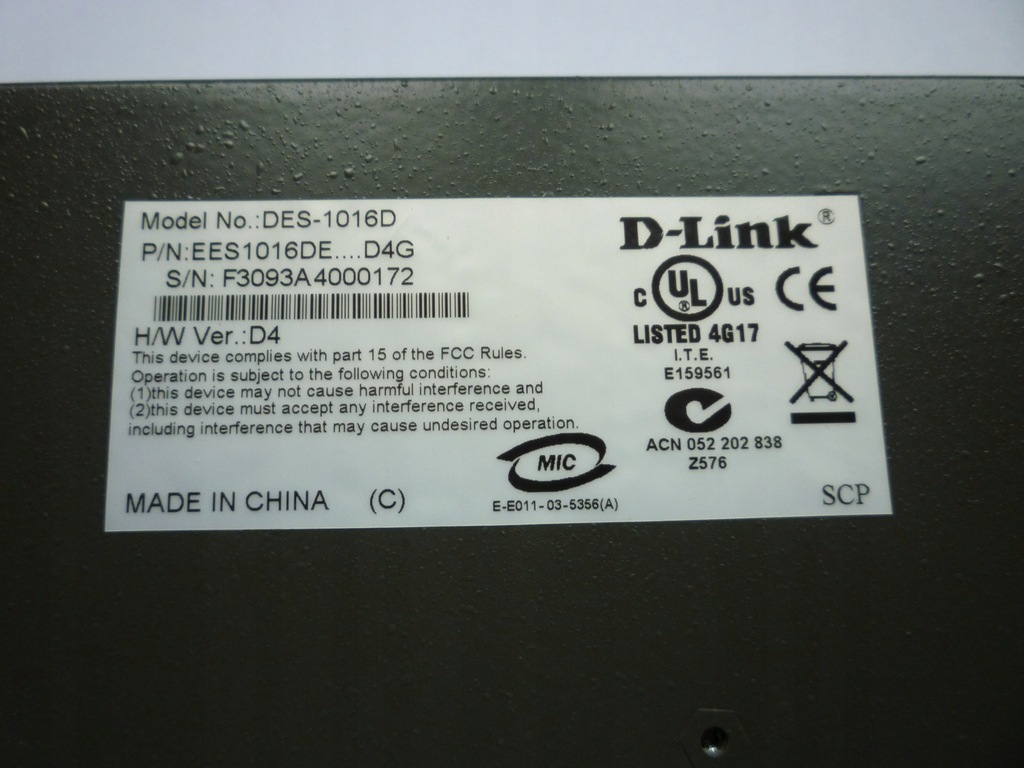 Model No.:DES-1016D
P/N:EES1016DE....D4G
S/N: F3093A4000172
H/W Ver.:D4
This device complies with part 15 of the FCC Rules.
Operation is subject to the following conditions:
(1)this device may not cause harmful interference and
(2)this device must accept any interference received,
including interference that may cause undesired operation.
MADE IN CHINA (C)
D-Link®
C UL® US CE
LISTED 4G17
I.T.E.
E159561
ACN 052 202 838
Z576
MIC
E-E011-03-5356(A)
SCP